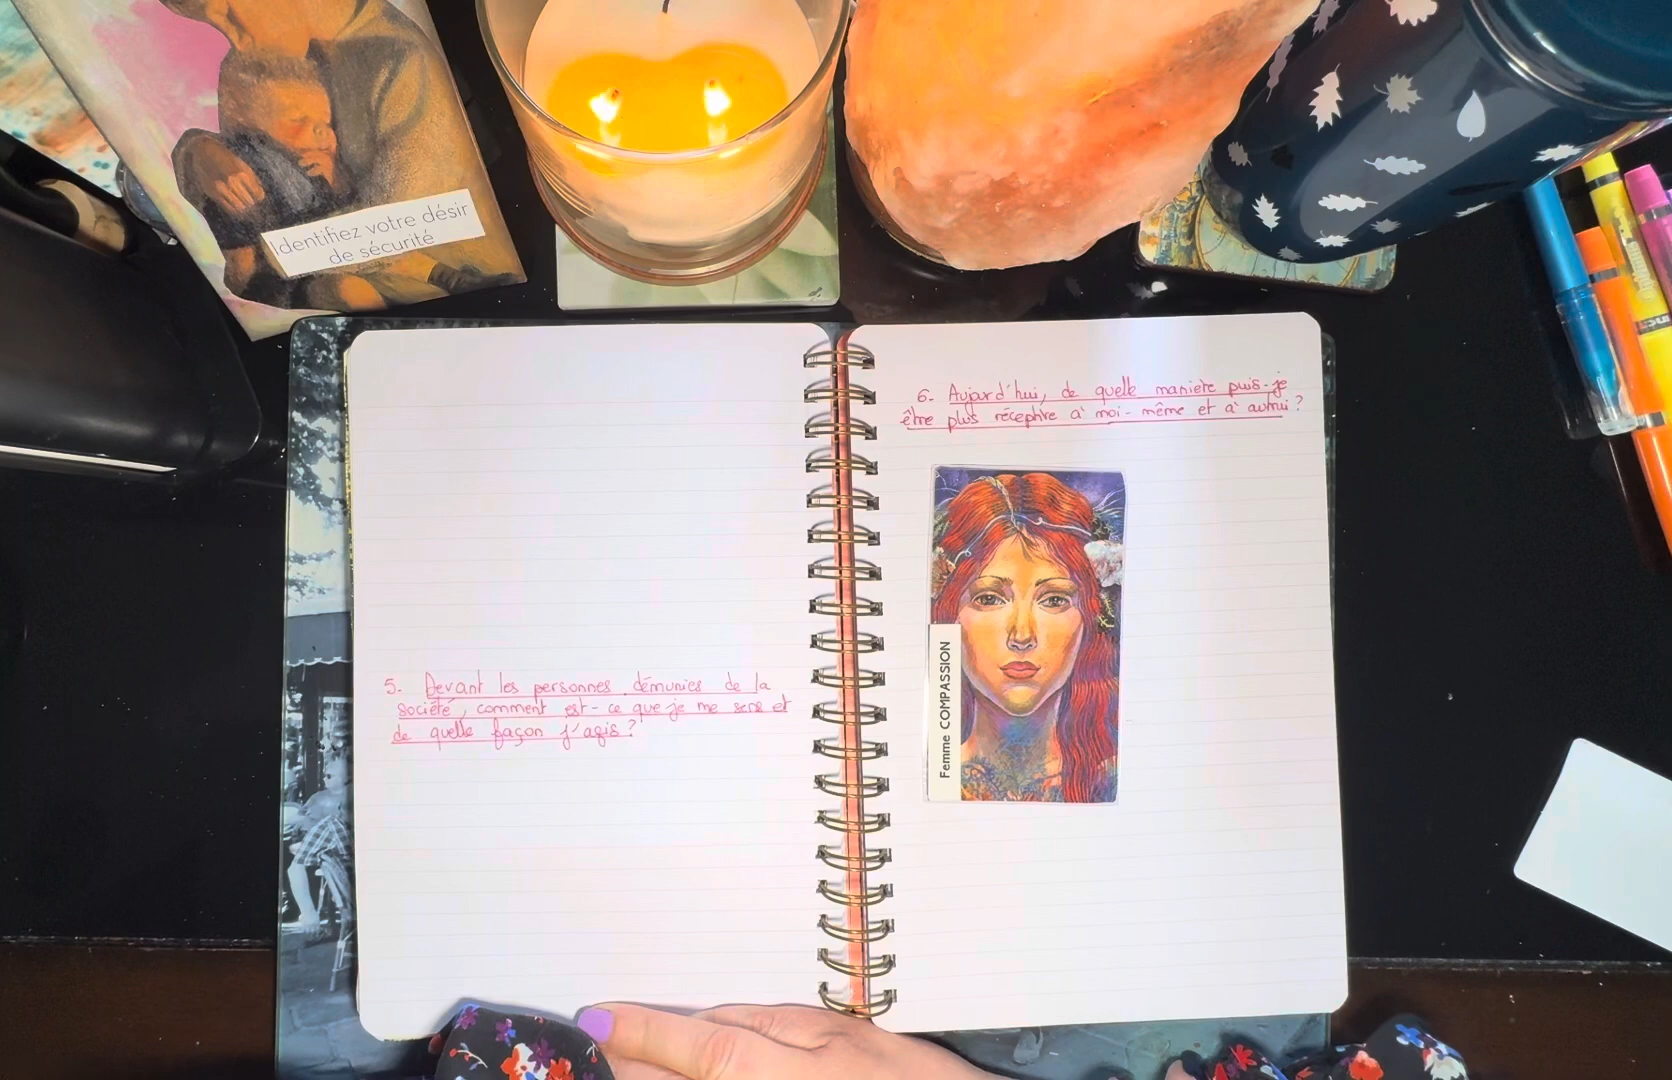 Identifiez votre désir
de sécurité
5. Devant les personnes démunies de la
société, comment est-ce que je me sens et
de quelle façon j'agis?
6. Aujourd'hui, de quelle manière puis-je
être plus réceptive à moi-même et à autrui?
Femme COMPASSION